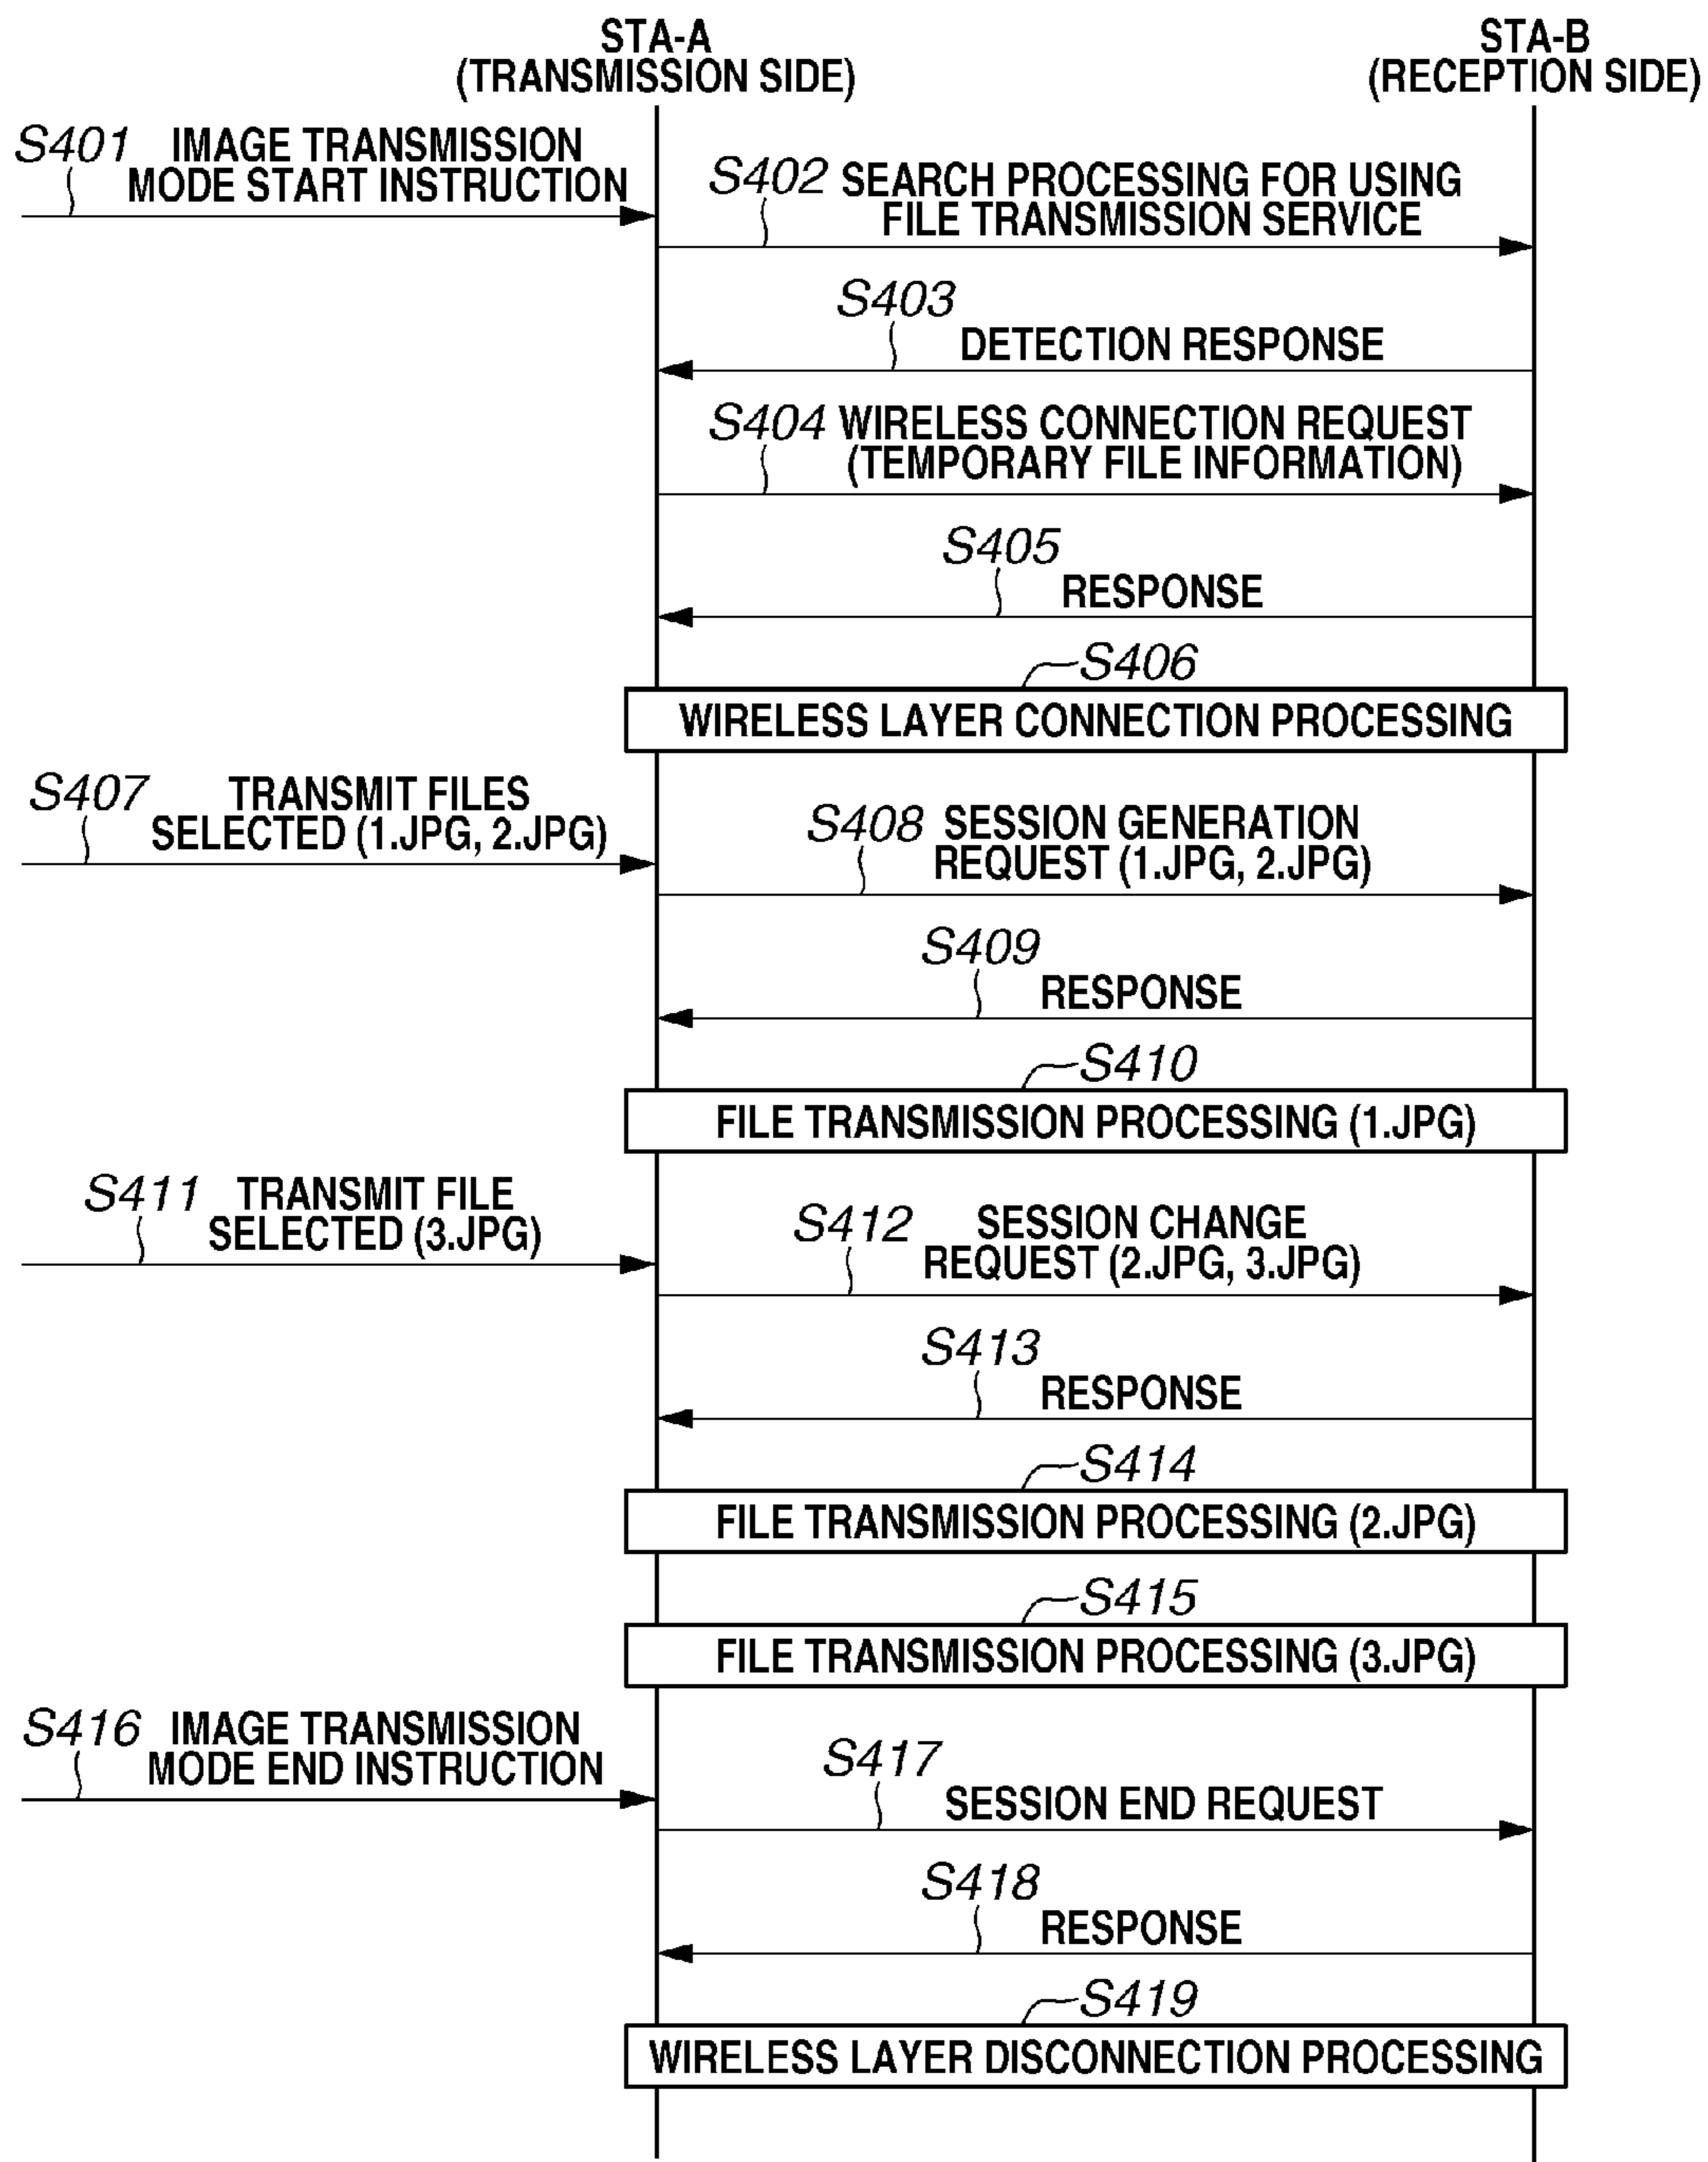 STA-A
(TRANSMISSION SIDE)
STA-B
(RECEPTION SIDE)
S401
IMAGE TRANSMISSION
MODE START INSTRUCTION
S402
SEARCH PROCESSING FOR USING
FILE TRANSMISSION SERVICE
S403
DETECTION RESPONSE
S404
WIRELESS CONNECTION REQUEST
(TEMPORARY FILE INFORMATION)
S405
RESPONSE
S406
WIRELESS LAYER CONNECTION PROCESSING
S407
TRANSMIT FILES
SELECTED (1.JPG, 2.JPG)
S408
SESSION GENERATION
REQUEST (1.JPG, 2.JPG)
S409
RESPONSE
S410
FILE TRANSMISSION PROCESSING (1.JPG)
S411
TRANSMIT FILE
SELECTED (3.JPG)
S412
SESSION CHANGE
REQUEST (2.JPG, 3.JPG)
S413
RESPONSE
S414
FILE TRANSMISSION PROCESSING (2.JPG)
S415
FILE TRANSMISSION PROCESSING (3.JPG)
S416
IMAGE TRANSMISSION
MODE END INSTRUCTION
S417
SESSION END REQUEST
S418
RESPONSE
S419
WIRELESS LAYER DISCONNECTION PROCESSING